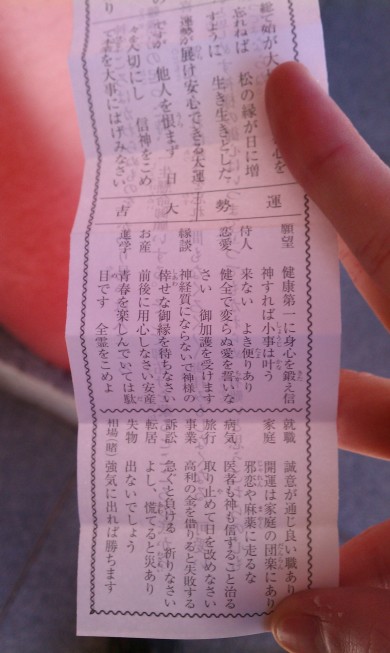 総て始が大 心を
忘れねば 松の緑が日に増
すように 生き生きとした
運勢が展け安心できる大運
のですが 他人を恨まず 日
々を大切にし 信神をこめ
て業を大事にはげみなさい
運勢 大吉
願望 健康第一に身心を鍛え信
神すれば小事は叶う
待人 来ない よき便りあり
恋愛 健全で変らぬ愛を誓いな
さい 御加護を受けます
縁談 神経質にならないで神様の
倖せな御縁を待ちなさい
お産 前後に用心しなさい安産
進学 青春を楽しんでいては駄
目です 全霊をこめよ
就職 誠意が通じ良い職あり
家庭 開運は家庭の団楽にあり
邪恋や麻薬に走るな
病気 医者も神も信ずること治る
旅行 取り止めて日を改めなさい
事業 高利の金を借りると失敗する
訴訟 急ぐと負ける 祈りなさい
転居 よし 慌てると災あり
失物 出ないでしょう
相場(賭) 強気に出れば勝ちます